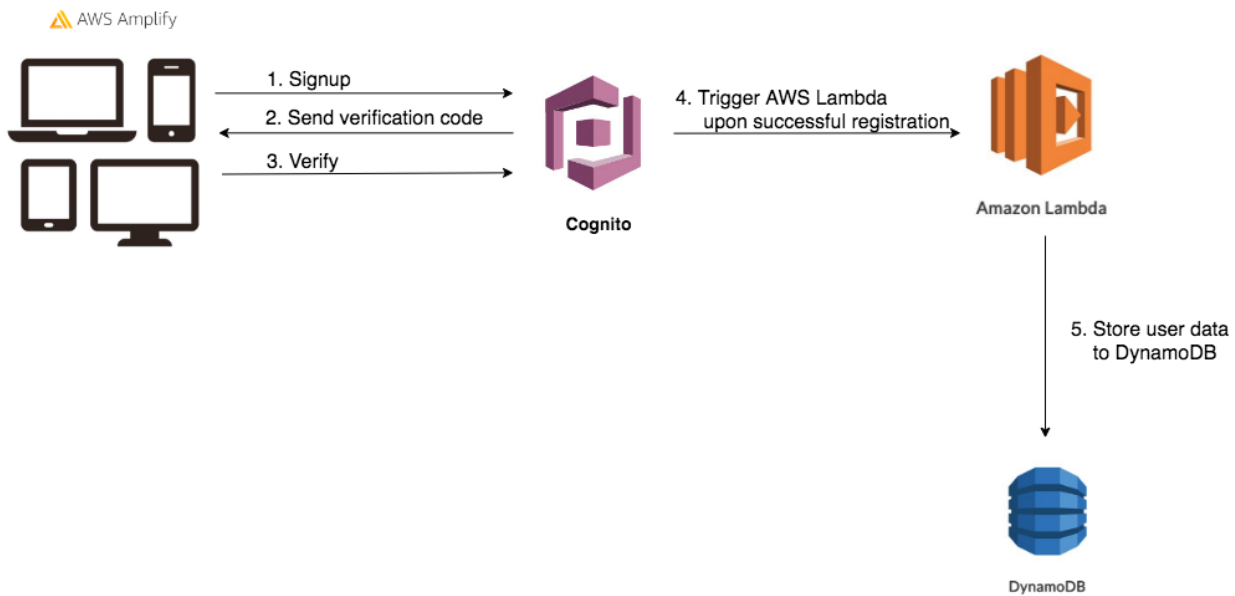 AWS Amplify
1. Signup
2. Send verification code
3. Verify
Cognito
4. Trigger AWS Lambda
upon successful registration
Amazon Lambda
5. Store user data
to DynamoDB
DynamoDB